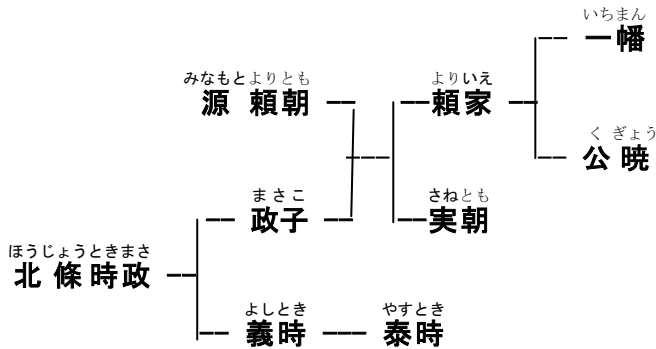 いちまん
一幡
みなもとよりとも
源 頼朝
よりいえ
頼家
く ぎょう
公 暁
まさこ
政子
さねとも
実朝
ほうじょうときまさ
北 條 時政
よしとき
義時
やすとき
泰時